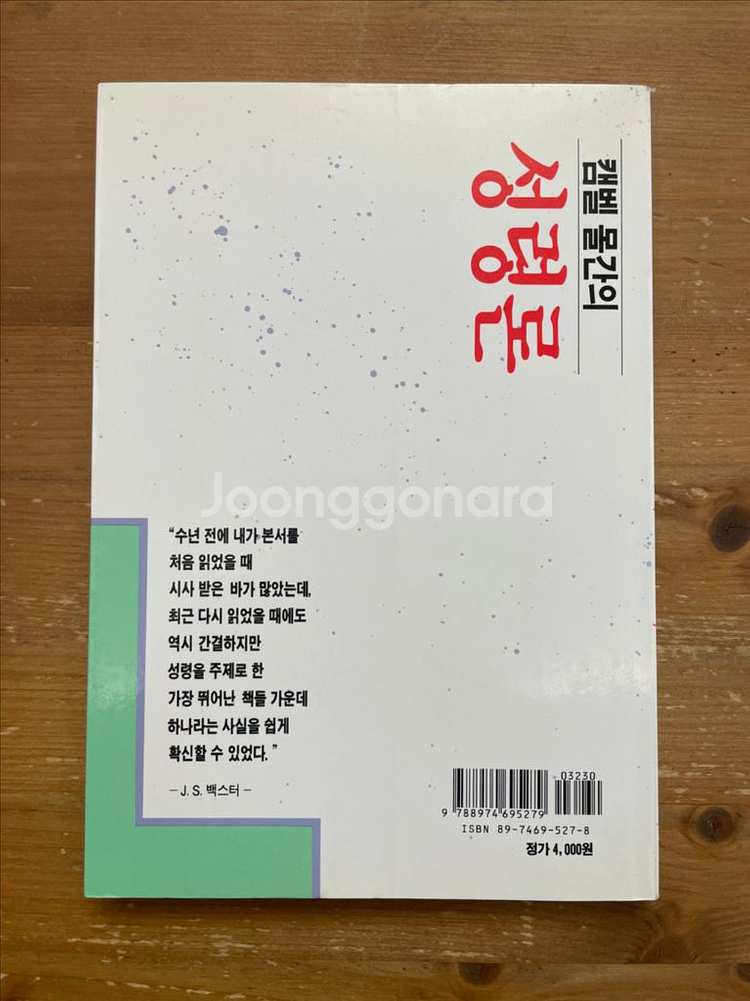 캠벨 몰간의
성령론
Joonggonara
“수년 전에 내가 본서를
처음 읽었을 때
시사 받은 바가 많았는데,
최근 다시 읽었을 때에도
역시 간결하지만
성령을 주제로 한
가장 뛰어난 책들 가운데
하나라는 사실을 쉽게
확신할 수 있었다.”
– J. S. 백스터 –
03230
9 788974 695279
ISBN 89-7469-527-8
정가 4,000원